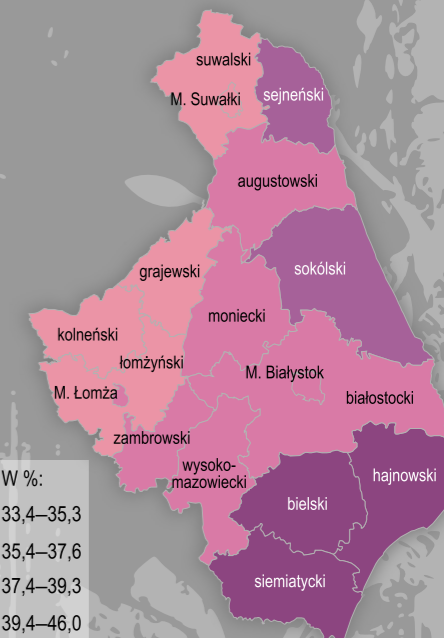 suwalski
M. Suwałki
sejneński
augustowski
grajewski
sokólski
moniecki
kolneński
łomżyński
M. Białystok
M. Łomża
białostocki
zambrowski
wysoko-
mazowiecki
hajnowski
bielski
siemiatycki
W %:
33,4–35,3
35,4–37,6
37,4–39,3
39,4–46,0